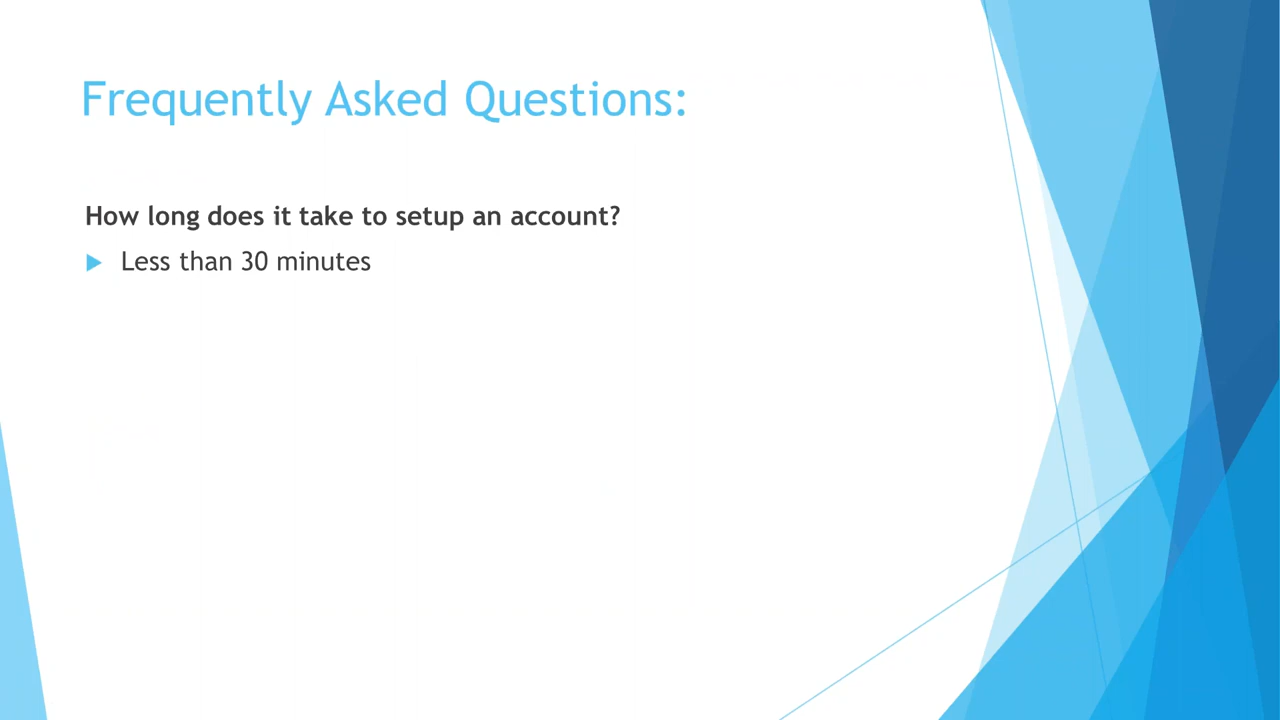 Frequently Asked Questions:
How long does it take to setup an account?
Less than 30 minutes